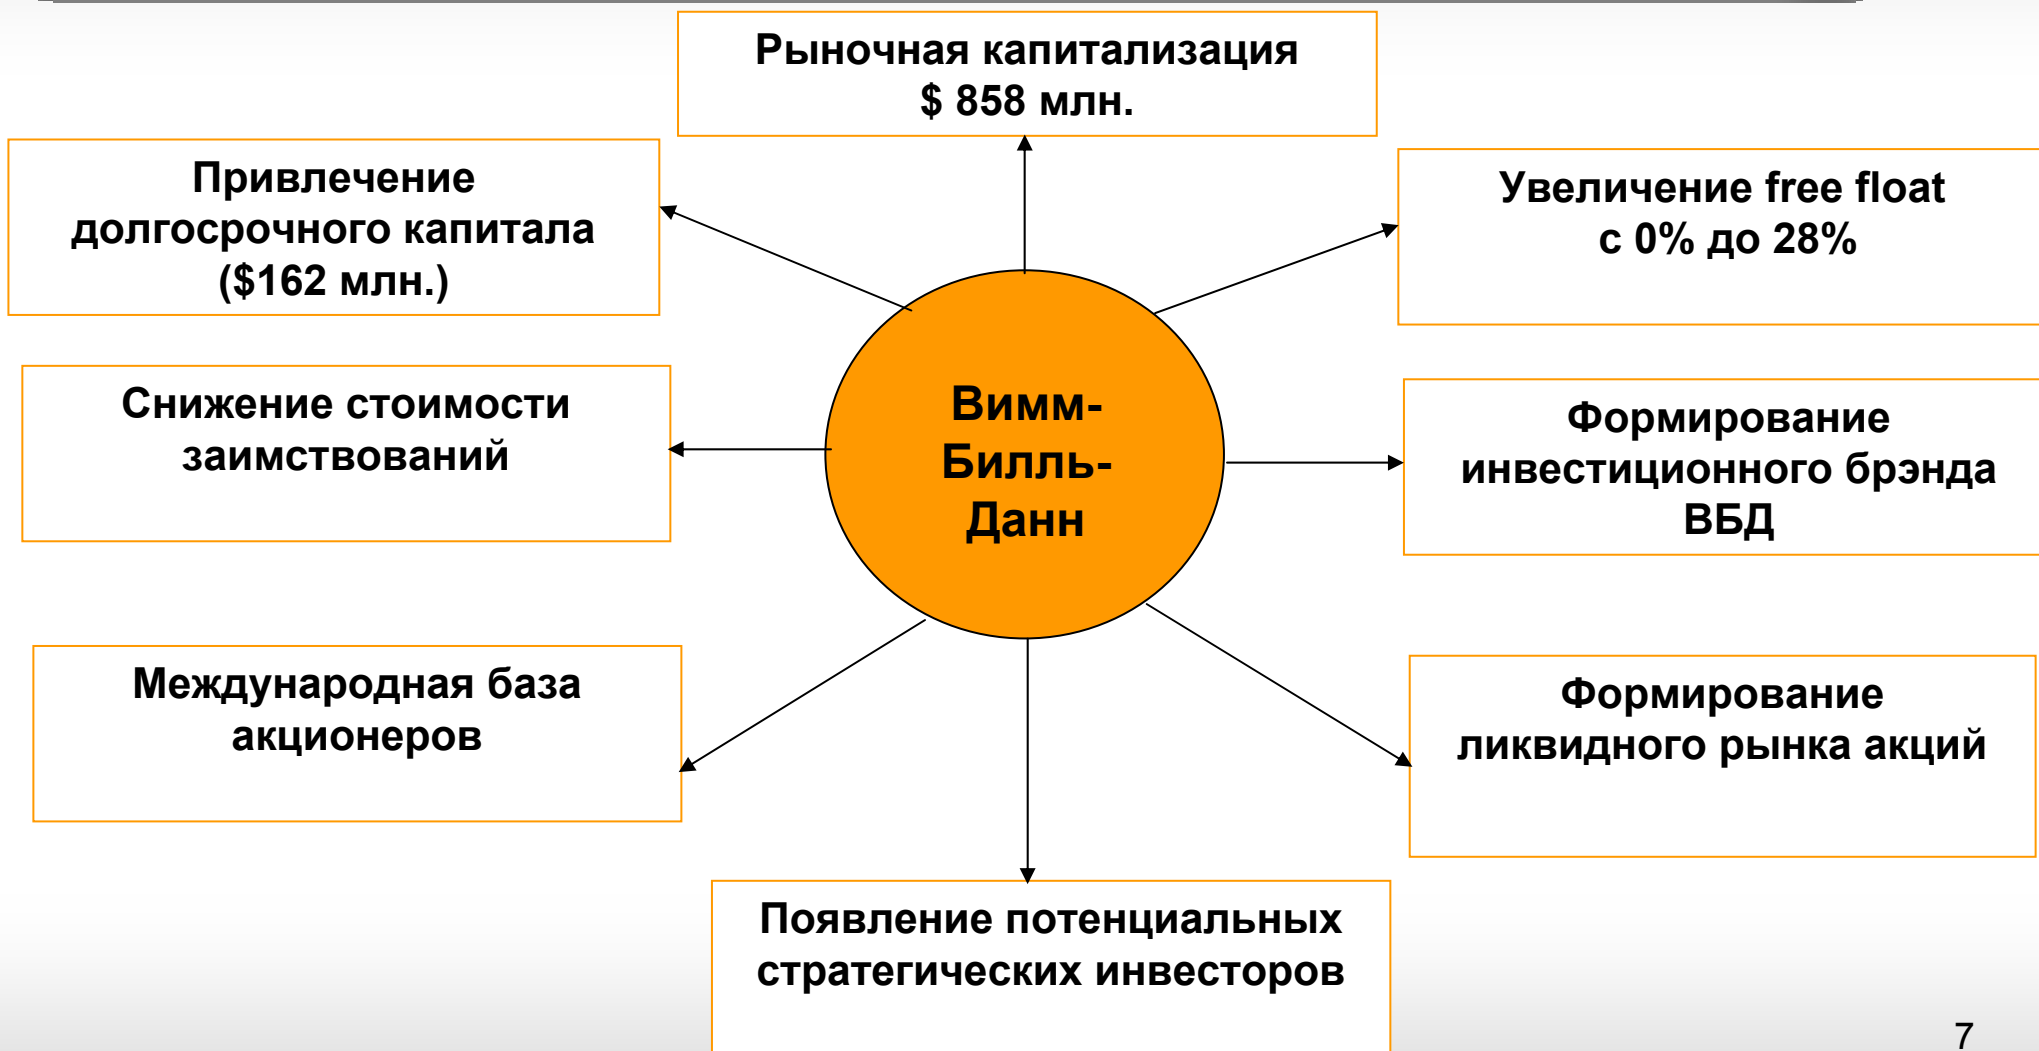 Рыночная капитализация
$ 858 млн.
Привлечение
долгосрочного капитала
($162 млн.)
Увеличение free float
с 0% до 28%
Снижение стоимости
заимствований
Вимм-
Билль-
Данн
Формирование
инвестиционного брэнда
ВБД
Международная база
акционеров
Формирование
ликвидного рынка акций
Появление потенциальных
стратегических инвесторов
7